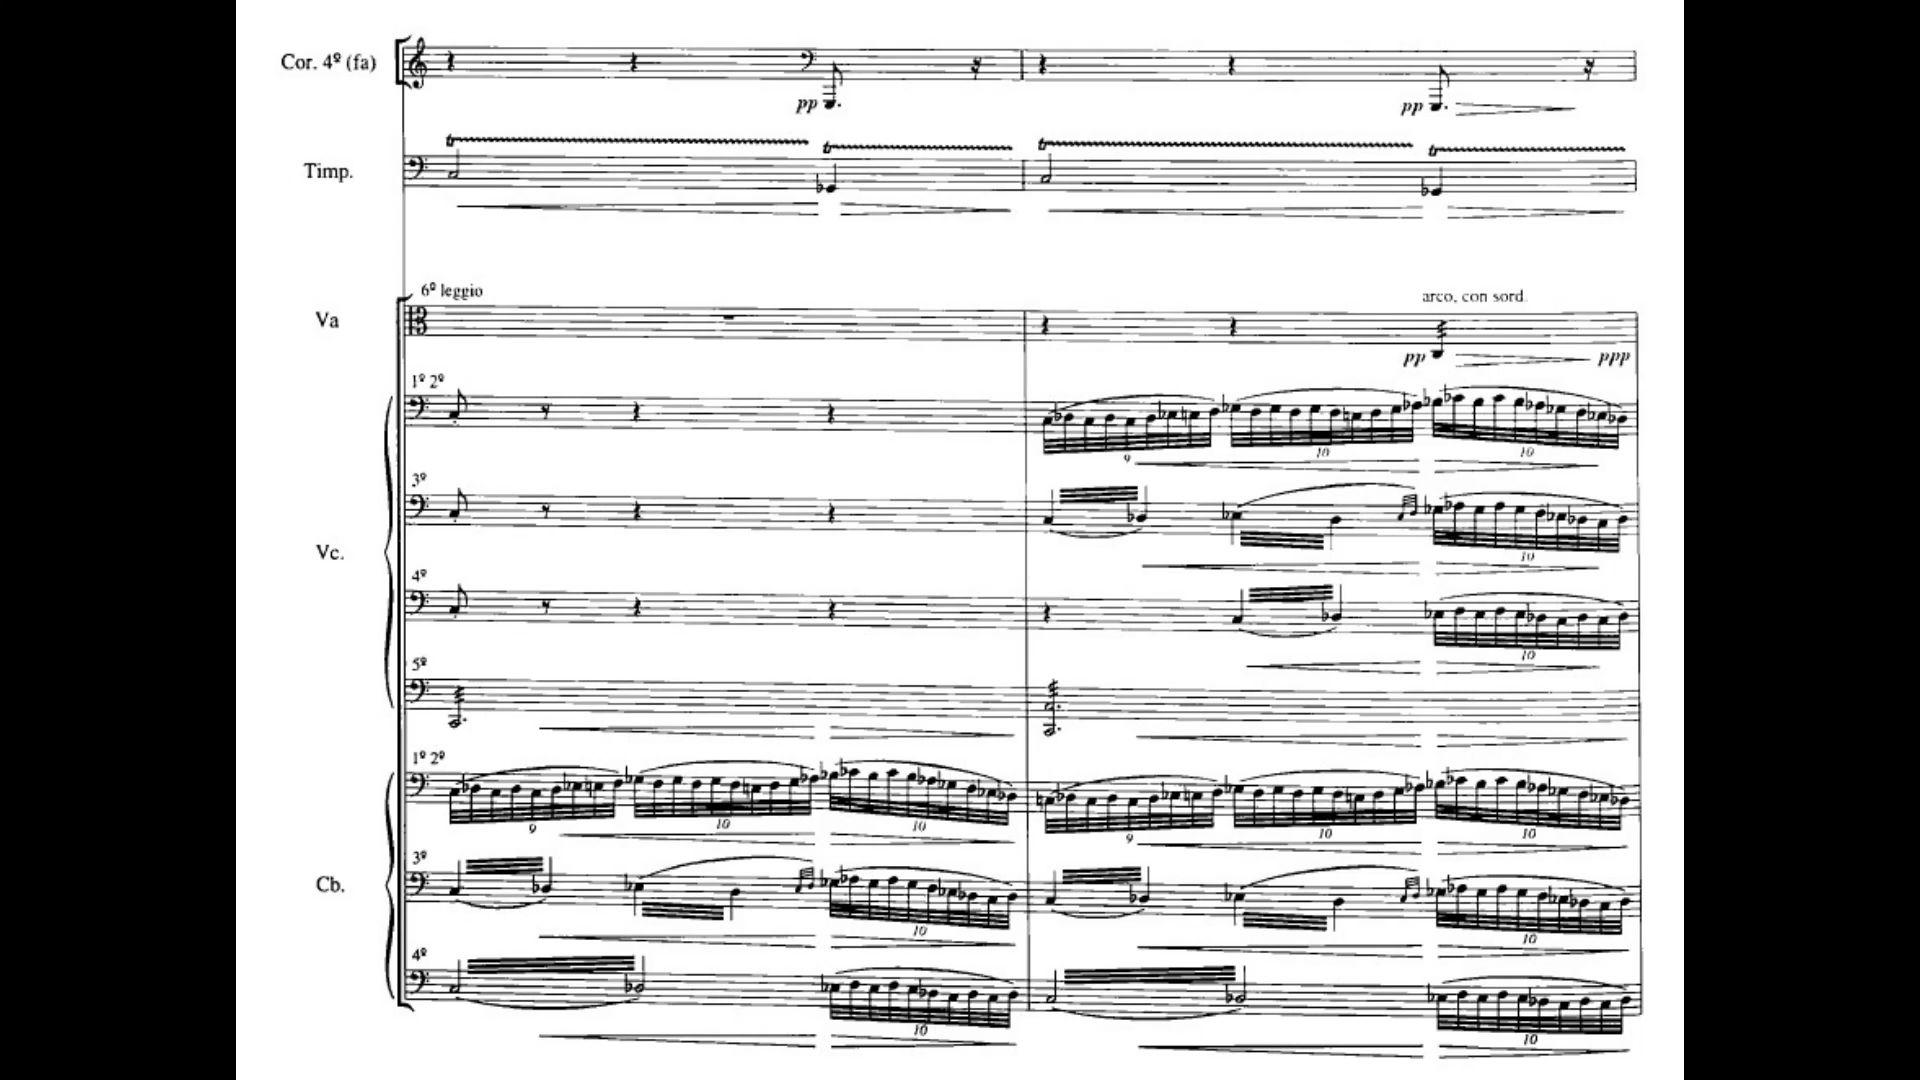 Cor. 4º (fa)
pp
pp
Timp.
tr
tr
tr
tr
6º leggio
arco, con sord.
Va
pp
ppp
1º 2º
9
10
10
3º
Vc.
10
4º
10
5º
1º 2º
9
10
10
9
10
10
3º
Cb.
10
10
4º
10
10